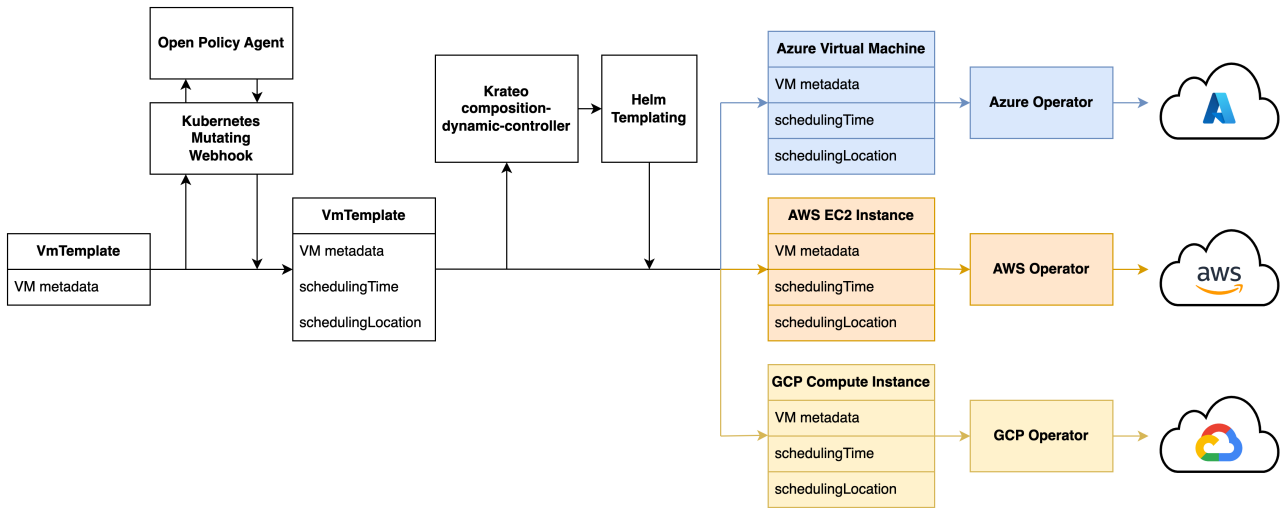 Open Policy Agent
Kubernetes
Mutating
Webhook
VmTemplate
VM metadata
VmTemplate
VM metadata
schedulingTime
schedulingLocation
Krateo
composition-
dynamic-controller
Helm
Templating
Azure Virtual Machine
VM metadata
schedulingTime
schedulingLocation
Azure Operator
AWS EC2 Instance
VM metadata
schedulingTime
schedulingLocation
AWS Operator
aws
GCP Compute Instance
VM metadata
schedulingTime
schedulingLocation
GCP Operator